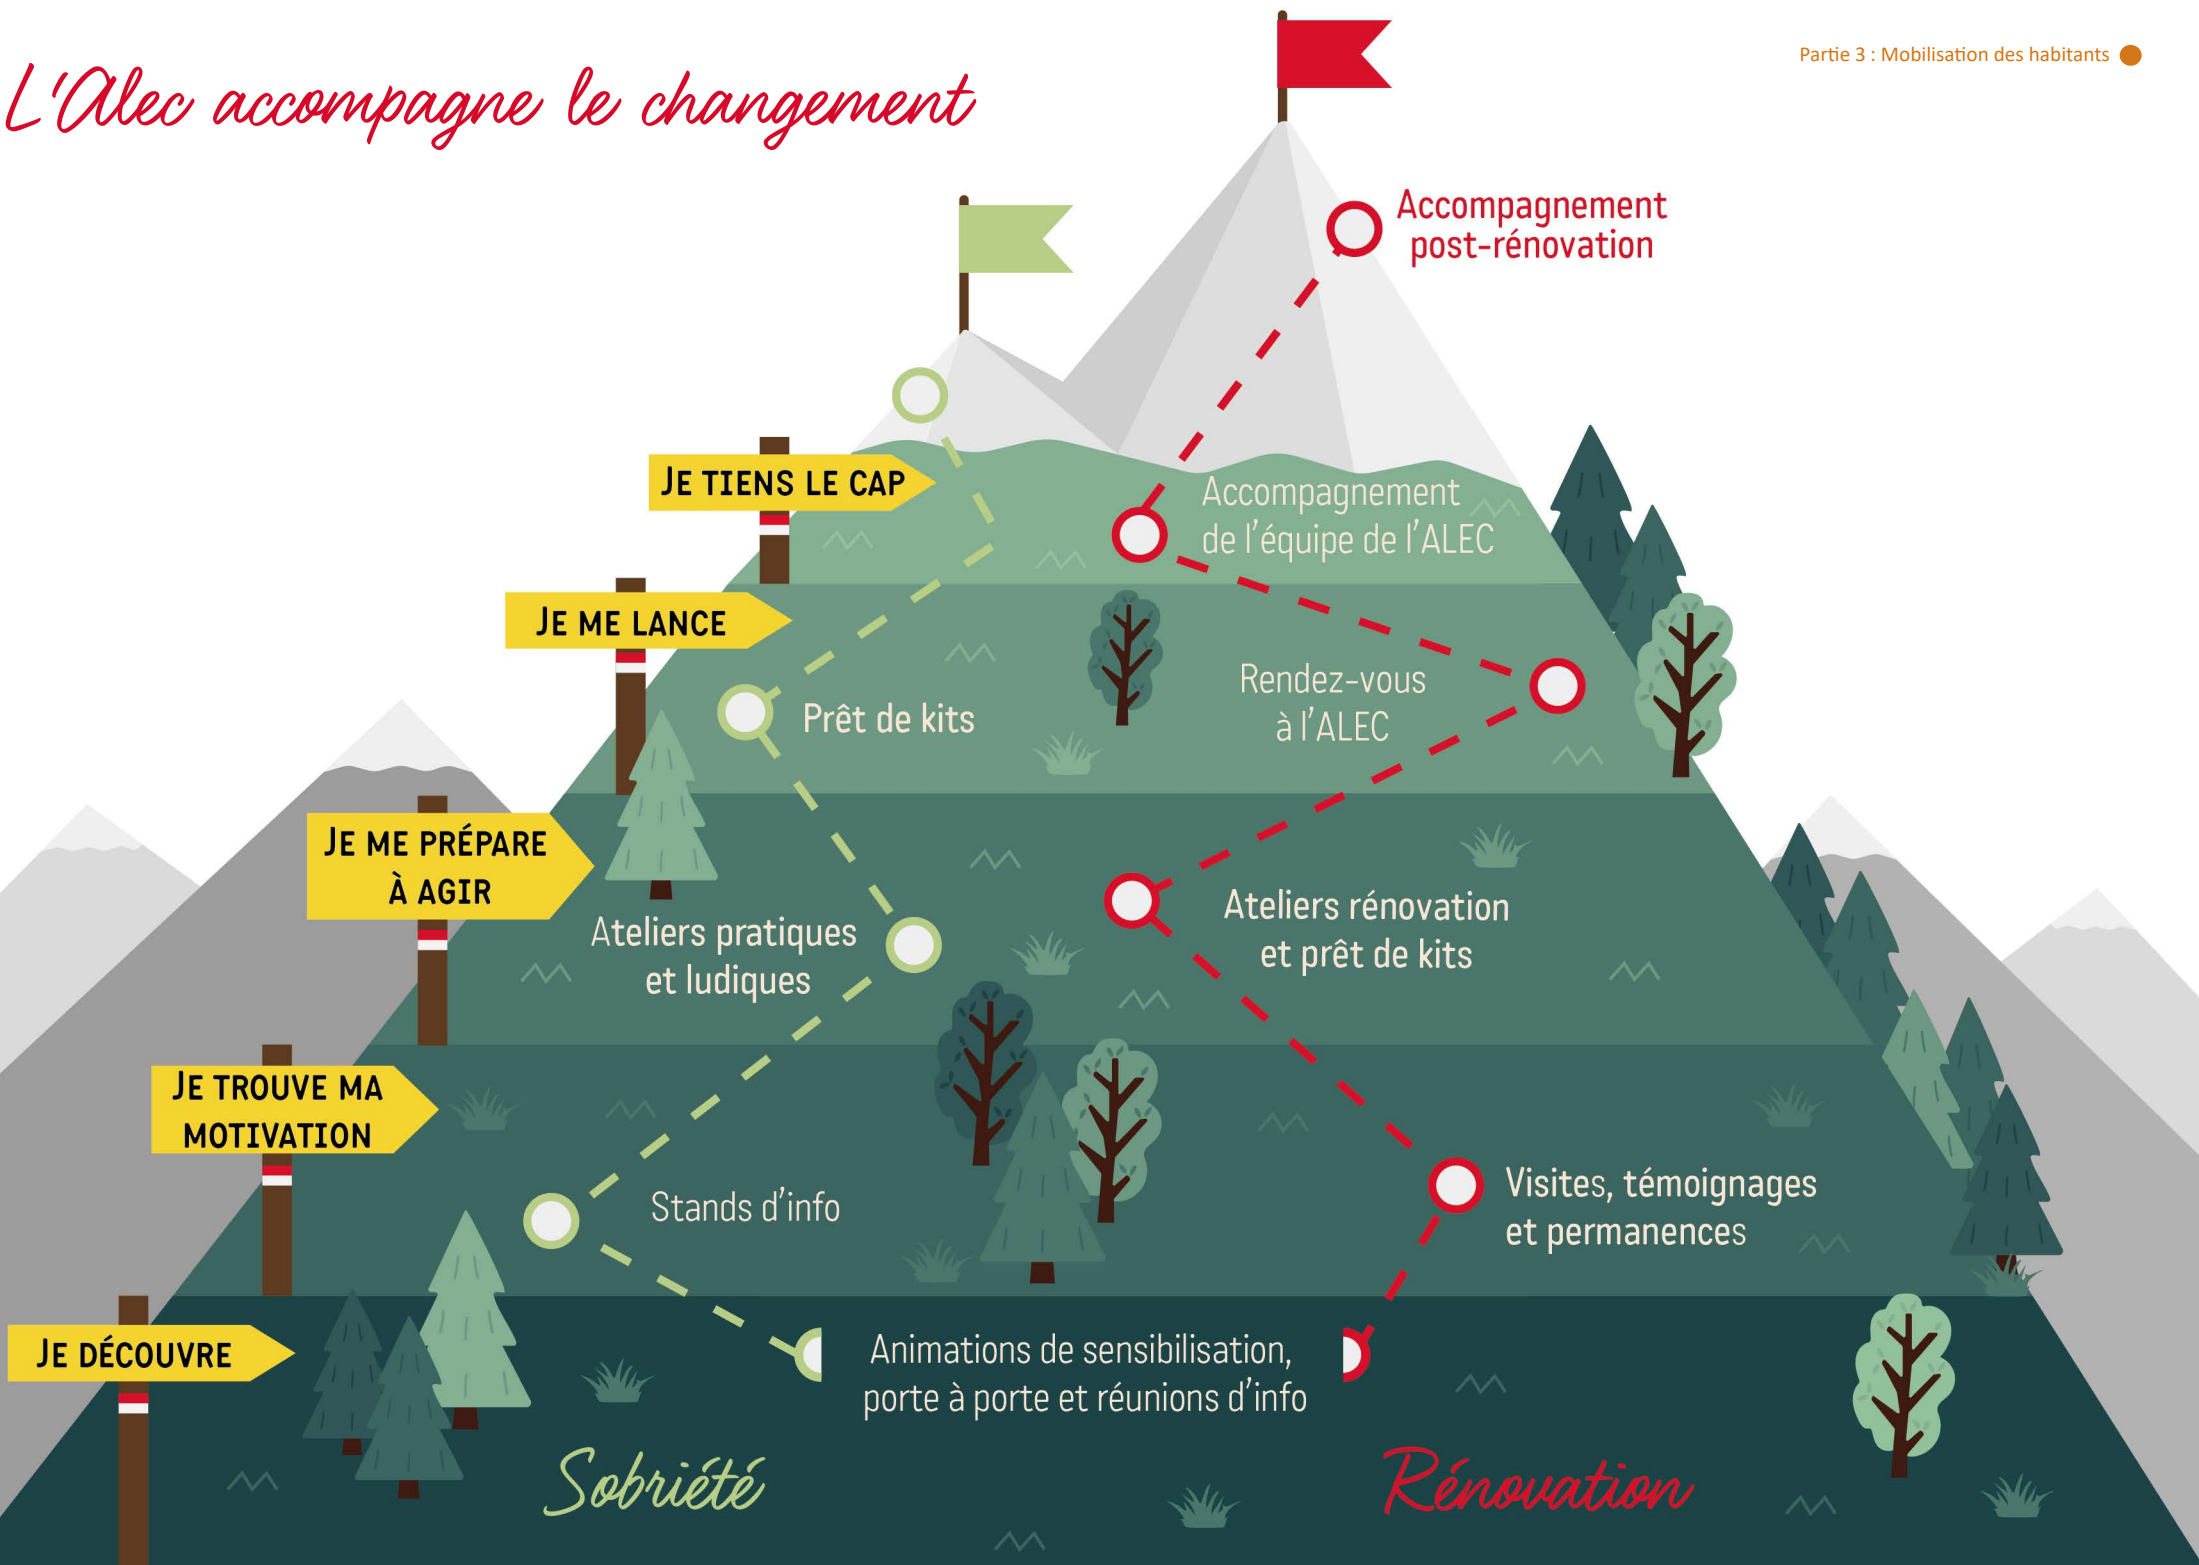 Partie 3 : Mobilisation des habitants
L'Alec accompagne le changement
Accompagnement
post-rénovation
JE TIENS LE CAP
Accompagnement
de l'équipe de l'ALEC
JE ME LANCE
Prêt de kits
Rendez-vous
à l'ALEC
JE ME PRÉPARE
À AGIR
Ateliers pratiques
et ludiques
Ateliers rénovation
et prêt de kits
JE TROUVE MA
MOTIVATION
Stands d'info
Visites, témoignages
et permanences
JE DÉCOUVRE
Animations de sensibilisation,
porte à porte et réunions d'info
Sobriété
Rénovation